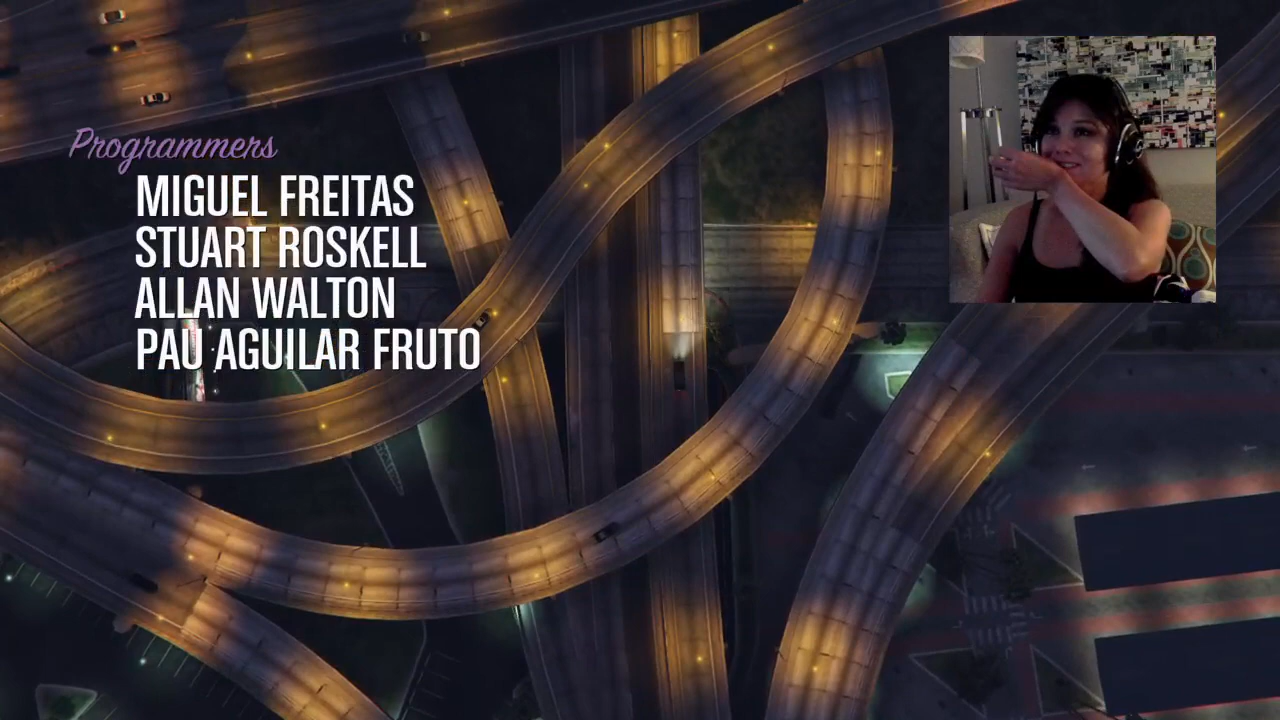 Programmers
MIGUEL FREITAS
STUART ROSKELL
ALLAN WALTON
PAU AGUILAR FRUTO